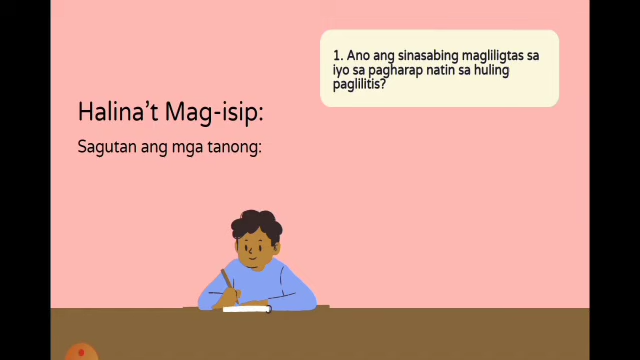 1. Ano ang sinasabing magliligtas sa
iyo sa pagharap natin sa huling
paglilitis?
Halina't Mag-isip:
Sagutan ang mga tanong: